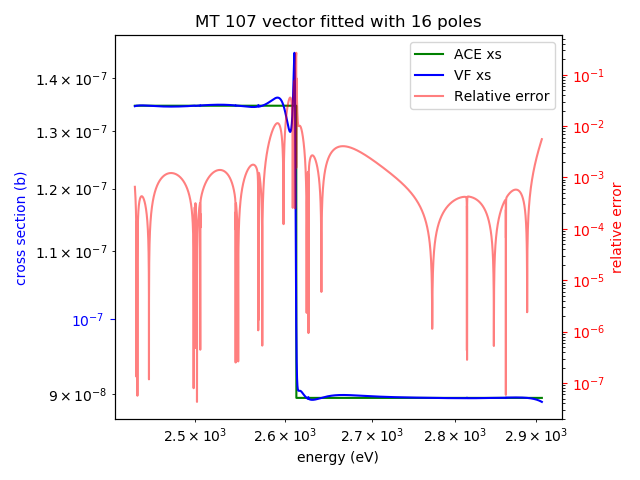 MT 107 vector fitted with 16 poles
ACE xs
VF xs
Relative error
cross section (b)
1.4 × 10⁻⁷
1.3 × 10⁻⁷
1.2 × 10⁻⁷
1.1 × 10⁻⁷
10⁻⁷
9 × 10⁻⁸
10⁻¹
10⁻²
10⁻³
10⁻⁴
10⁻⁵
10⁻⁶
10⁻⁷
relative error
2.5 × 10³ 2.6 × 10³ 2.7 × 10³ 2.8 × 10³ 2.9 × 10³
energy (eV)